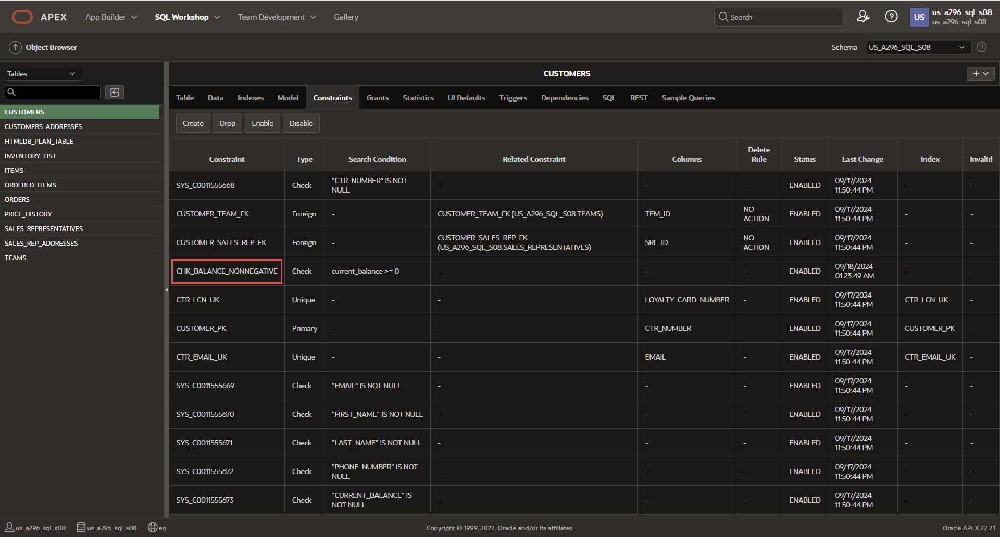 APEX
App Builder
SQL Workshop
Team Development
Gallery
Search
US
us_a296_sql_s08
us_a296_sql_s08
Object Browser
Schema
US_A296_SQL_S08
Tables
CUSTOMERS
CUSTOMERS_ADDRESSES
HTMLDB_PLAN_TABLE
INVENTORY_LIST
ITEMS
ORDERED_ITEMS
ORDERS
PRICE_HISTORY
SALES_REPRESENTATIVES
SALES_REP_ADDRESSES
TEAMS
CUSTOMERS
Table Data Indexes Model Constraints Grants Statistics UI Defaults Triggers Dependencies SQL REST Sample Queries
Create Drop Enable Disable
Constraint Type Search Condition Related Constraint Columns Delete Rule Status Last Change Index Invalid
SYS_C0011555668 Check "CTR_NUMBER" IS NOT NULL - - - ENABLED 09/17/2024 11:50:44 PM - -
CUSTOMER_TEAM_FK Foreign - CUSTOMER_TEAM_FK (US_A296_SQL_S08.TEAMS) TEM_ID NO ACTION ENABLED 09/17/2024 11:50:44 PM - -
CUSTOMER_SALES_REP_FK Foreign - CUSTOMER_SALES_REP_FK (US_A296_SQL_S08.SALES_REPRESENTATIVES) SRE_ID NO ACTION ENABLED 09/17/2024 11:50:44 PM - -
CHK_BALANCE_NONNEGATIVE Check current_balance >= 0 - - - ENABLED 09/18/2024 01:23:49 AM - -
CTR_LCN_UK Unique - - LOYALTY_CARD_NUMBER - ENABLED 09/17/2024 11:50:44 PM CTR_LCN_UK -
CUSTOMER_PK Primary - - CTR_NUMBER - ENABLED 09/17/2024 11:50:44 PM CUSTOMER_PK -
CTR_EMAIL_UK Unique - - EMAIL - ENABLED 09/17/2024 11:50:44 PM CTR_EMAIL_UK -
SYS_C0011555669 Check "EMAIL" IS NOT NULL - - - ENABLED 09/17/2024 11:50:44 PM - -
SYS_C0011555670 Check "FIRST_NAME" IS NOT NULL - - - ENABLED 09/17/2024 11:50:44 PM - -
SYS_C0011555671 Check "LAST_NAME" IS NOT NULL - - - ENABLED 09/17/2024 11:50:44 PM - -
SYS_C0011555672 Check "PHONE_NUMBER" IS NOT NULL - - - ENABLED 09/17/2024 11:50:44 PM - -
SYS_C0011555673 Check "CURRENT_BALANCE" IS NOT NULL - - - ENABLED 09/17/2024 11:50:44 PM - -
us_a296_sql_s08 us_a296_sql_s08 en
Copyright © 1999, 2022, Oracle and/or its affiliates.
Oracle APEX 22.2.1